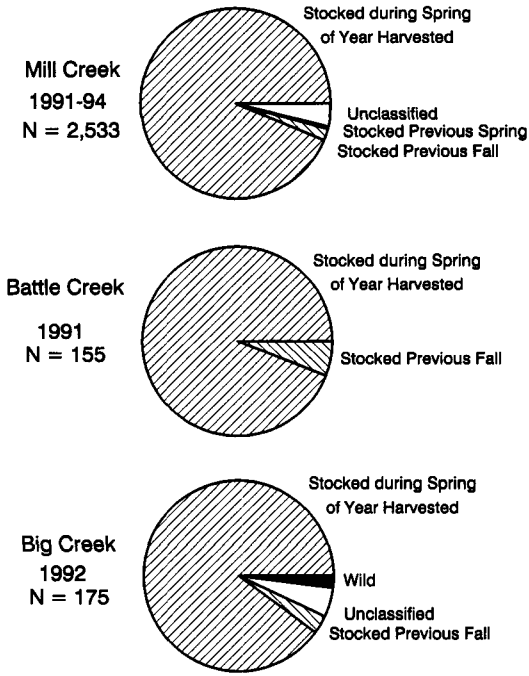 Stocked during Spring
of Year Harvested
Mill Creek
1991-94
N = 2,533
Unclassified
Stocked Previous Spring
Stocked Previous Fall
Stocked during Spring
of Year Harvested
Battle Creek
1991
N = 155
Stocked Previous Fall
Stocked during Spring
of Year Harvested
Big Creek
1992
N = 175
Wild
Unclassified
Stocked Previous Fall